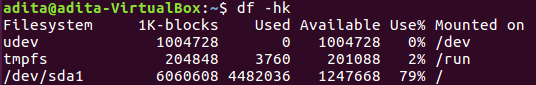 adita@adita-VirtualBox:~$ df -hk
Filesystem     1K-blocks    Used Available Use% Mounted on
udev             1004728       0   1004728   0% /dev
tmpfs             204848    3760    201088   2% /run
/dev/sda1        6060608 4482036   1247668  79% /